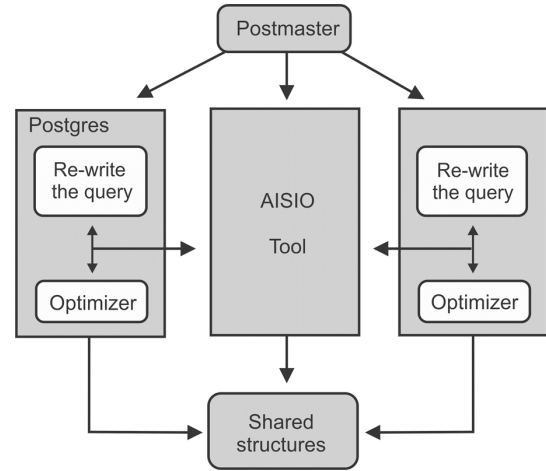 Postmaster
Postgres
Re-write
the query
Optimizer
AISIO
Tool
Re-write
the query
Optimizer
Shared
structures